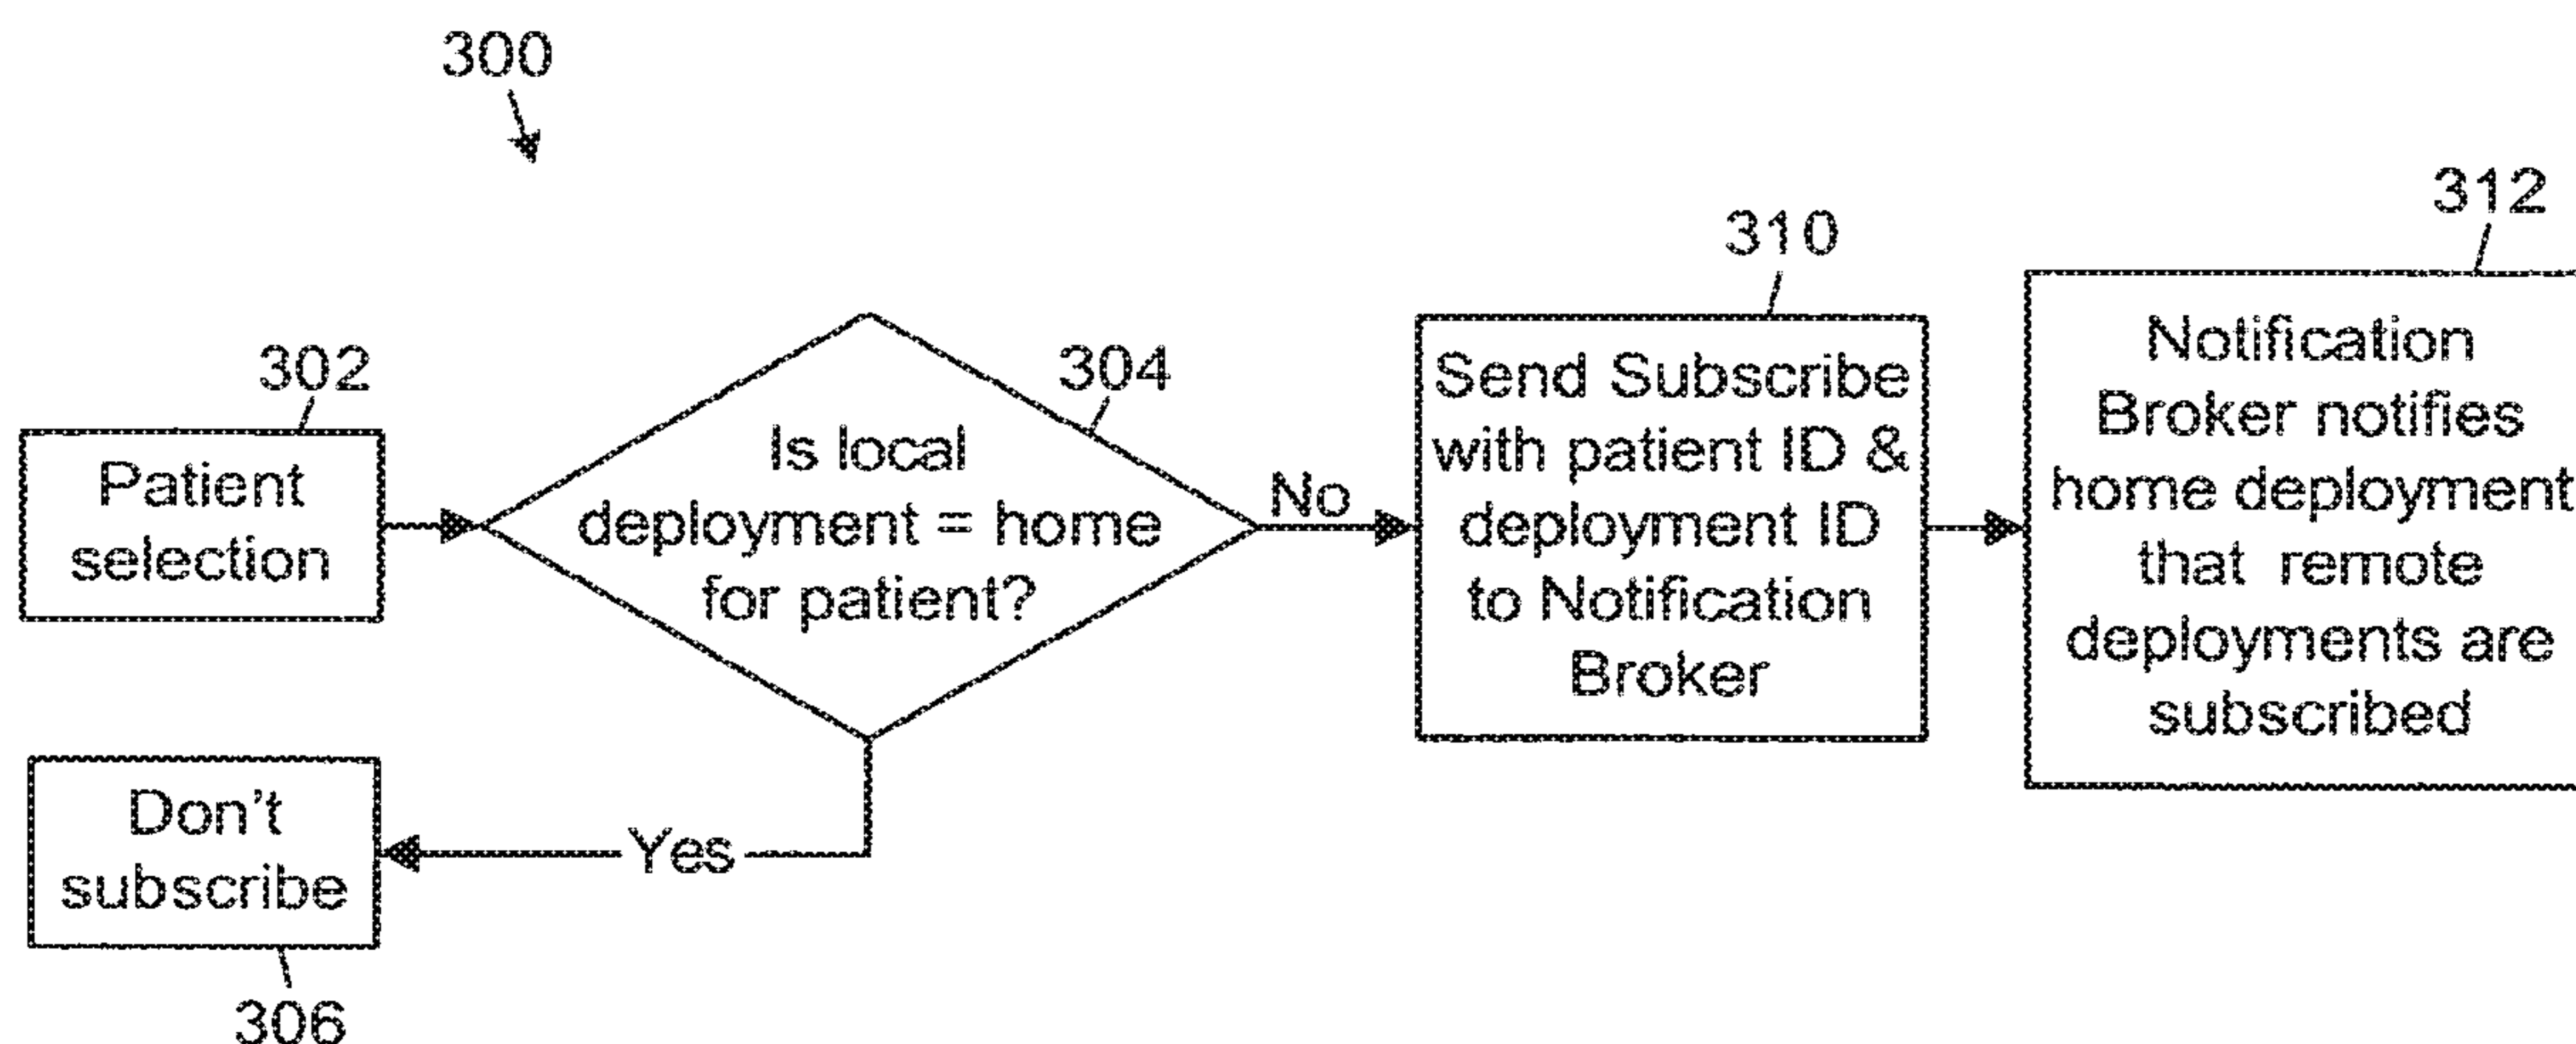 300
302
Patient
selection
304
Is local
deployment = home
for patient?
No
Yes
Don't
subscribe
306
310
Send Subscribe
with patient ID &
deployment ID
to Notification
Broker
312
Notification
Broker notifies
home deployment
that remote
deployments are
subscribed